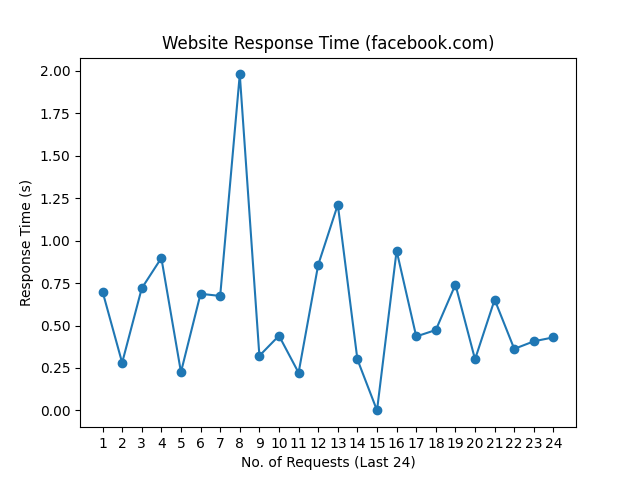 Website Response Time (facebook.com)
2.00
1.75
1.50
1.25
1.00
0.75
0.50
0.25
0.00
Response Time (s)
1 2 3 4 5 6 7 8 9 10 11 12 13 14 15 16 17 18 19 20 21 22 23 24
No. of Requests (Last 24)